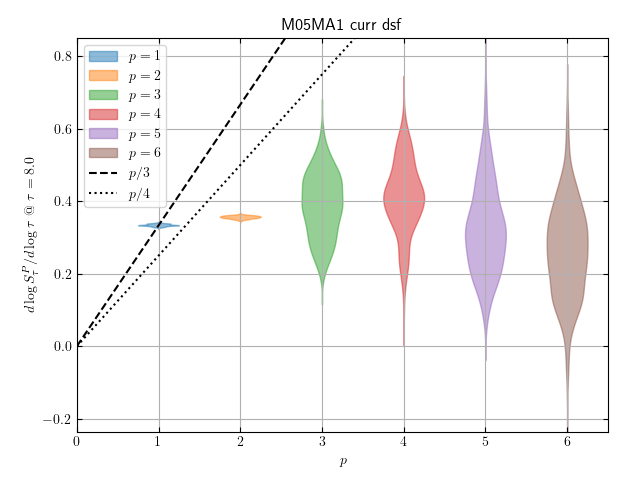 M05MA1 curr dsf
d log S_τ^P / d log τ @ τ = 8.0
0.8
0.6
0.4
0.2
0.0
−0.2
p = 1
p = 2
p = 3
p = 4
p = 5
p = 6
p/3
p/4
0 1 2 3 4 5 6
p